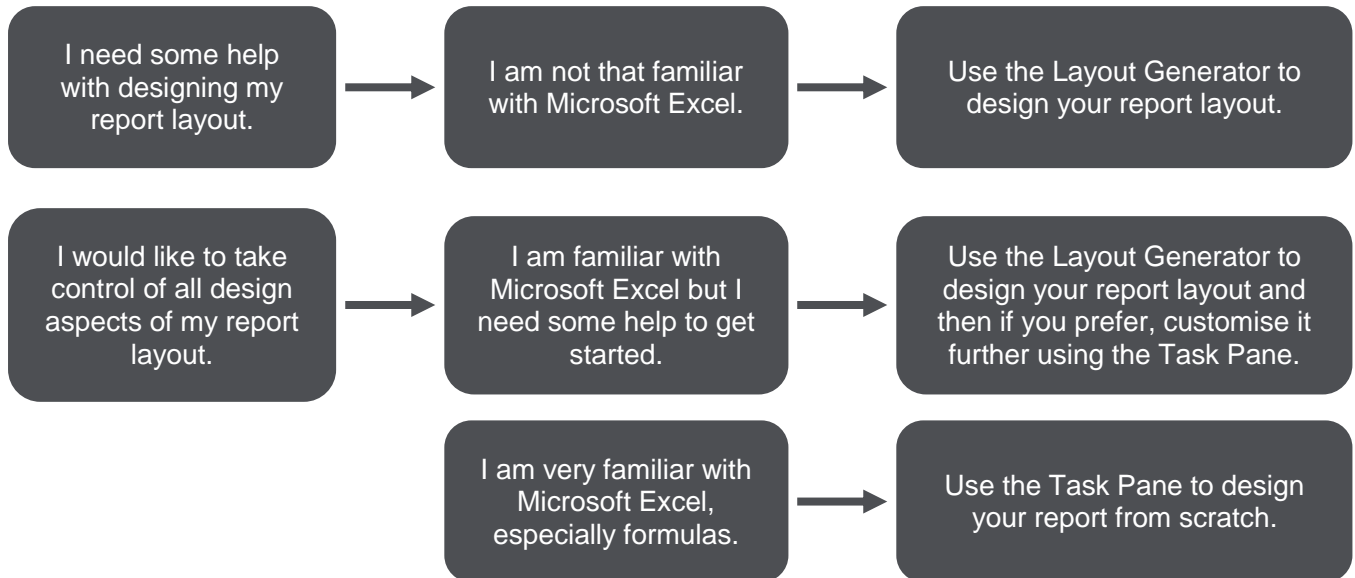 I need some help
with designing my
report layout.
I am not that familiar
with Microsoft Excel.
Use the Layout Generator to
design your report layout.
I would like to take
control of all design
aspects of my report
layout.
I am familiar with
Microsoft Excel but I
need some help to get
started.
Use the Layout Generator to
design your report layout and
then if you prefer, customise it
further using the Task Pane.
I am very familiar with
Microsoft Excel,
especially formulas.
Use the Task Pane to design
your report from scratch.